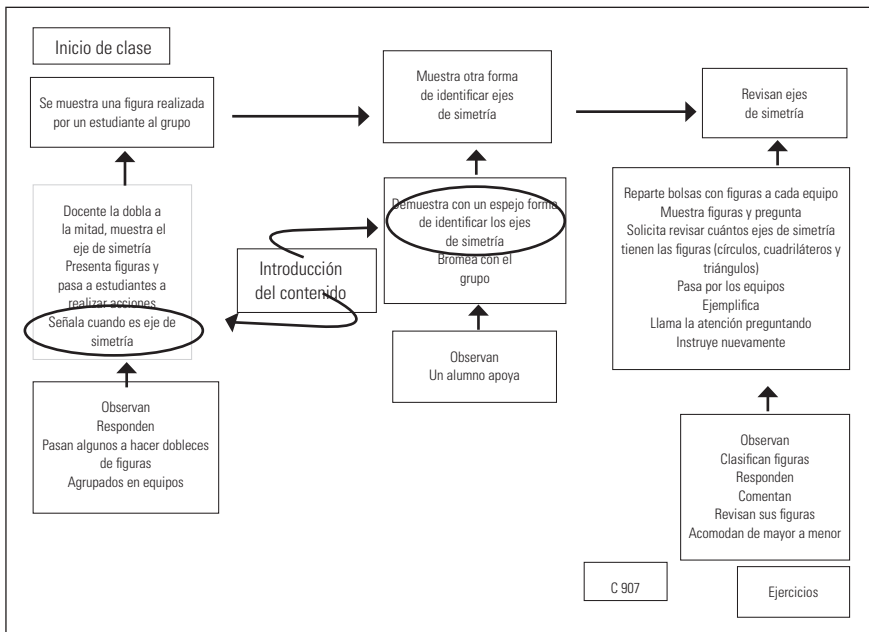 Inicio de clase
Se muestra una figura realizada
por un estudiante al grupo
Docente la dobla a
la mitad, muestra el
eje de simetría
Presenta figuras y
pasa a estudiantes a
realizar acciones
Señala cuando es eje de
simetría
Observan
Responden
Pasan algunos a hacer dobleces
de figuras
Agrupados en equipos
Introducción
del contenido
Muestra otra forma
de identificar ejes
de simetría
Demuestra con un espejo forma
de identificar los ejes
de simetría
Bromea con el
grupo
Observan
Un alumno apoya
Revisan ejes
de simetría
Reparte bolsas con figuras a cada equipo
Muestra figuras y pregunta
Solicita revisar cuántos ejes de simetría
tienen las figuras (círculos, cuadriláteros y
triángulos)
Pasa por los equipos
Ejemplifica
Llama la atención preguntando
Instruye nuevamente
Observan
Clasifican figuras
Responden
Comentan
Revisan sus figuras
Acomodan de mayor a menor
C 907
Ejercicios